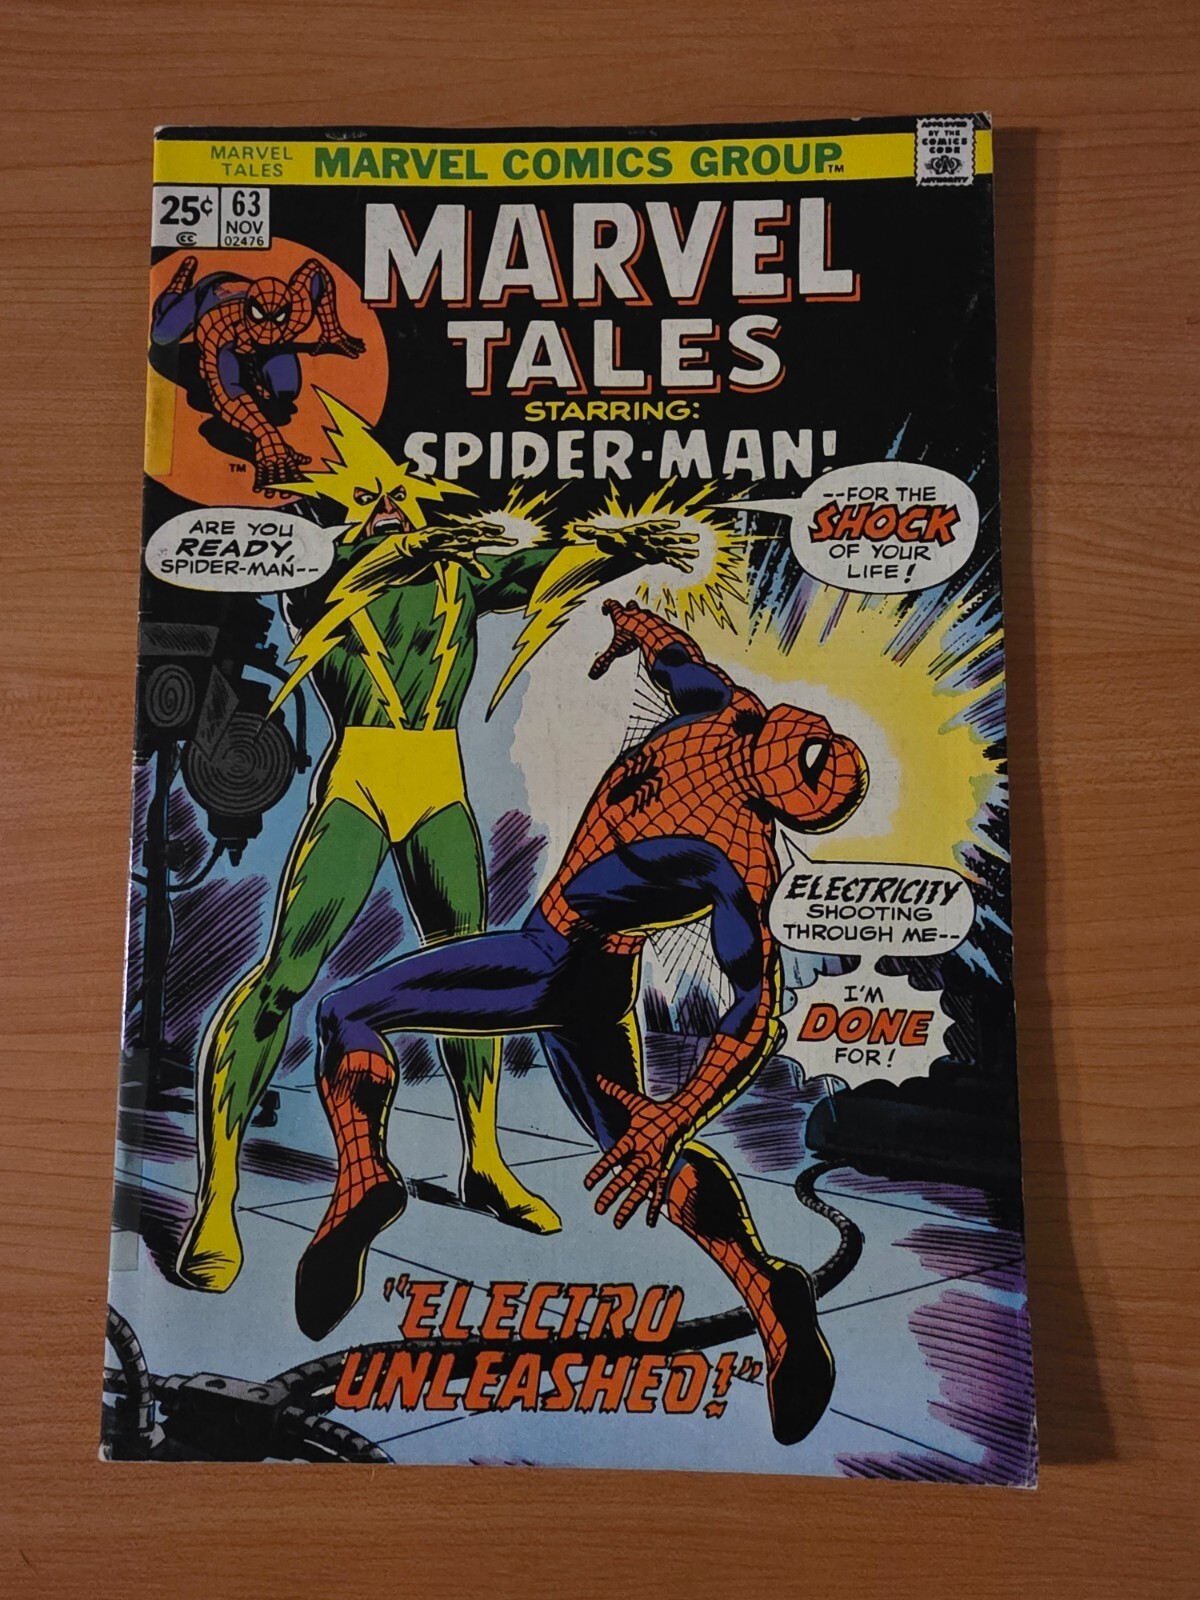 MARVEL
TALES
MARVEL COMICS GROUP™
APPROVED
BY THE
COMICS
CODE
AUTHORITY
25¢
CC
63
NOV
02476
MARVEL
TALES
STARRING:
SPIDER-MAN!
TM
ARE YOU
READY,
SPIDER-MAN--
--FOR THE
SHOCK
OF YOUR
LIFE!
ELECTRICITY
SHOOTING
THROUGH ME--
I'M
DONE
FOR!
"ELECTRO
UNLEASHED!"